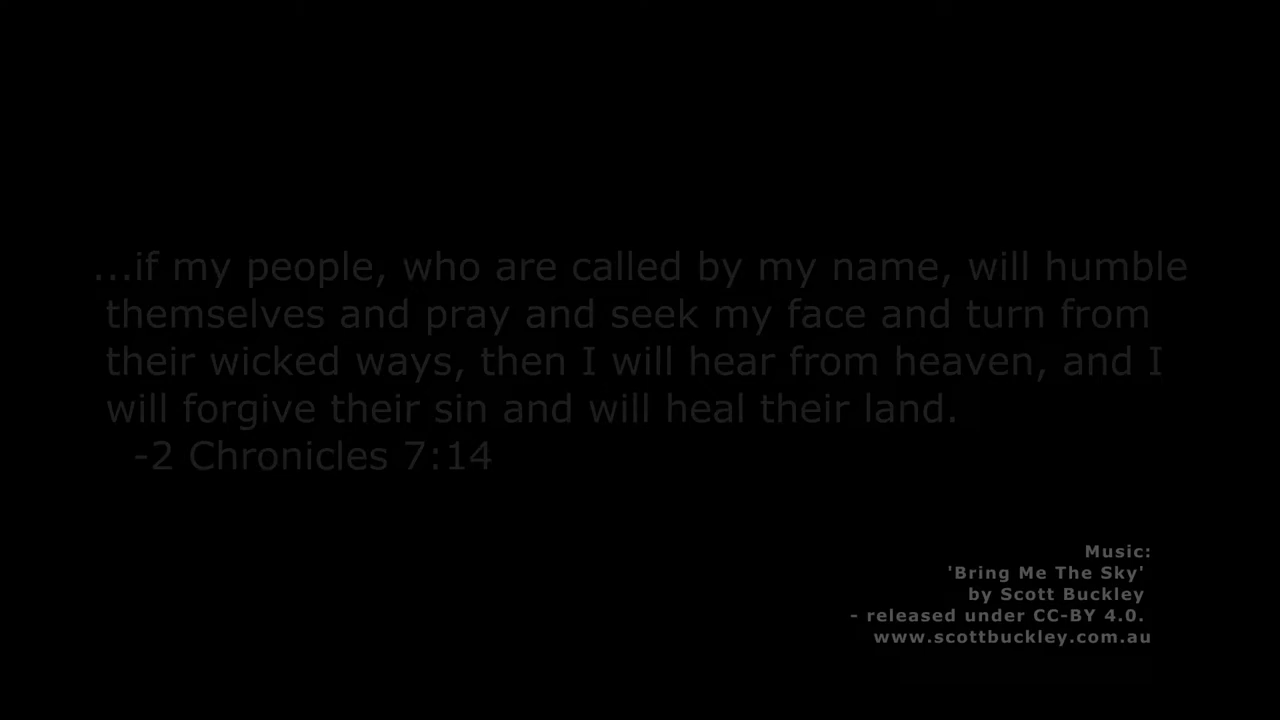 ...if my people, who are called by my name, will humble
themselves and pray and seek my face and turn from
their wicked ways, then I will hear from heaven, and I
will forgive their sin and will heal their land.
-2 Chronicles 7:14
Music:
'Bring Me The Sky'
by Scott Buckley
- released under CC-BY 4.0.
www.scottbuckley.com.au